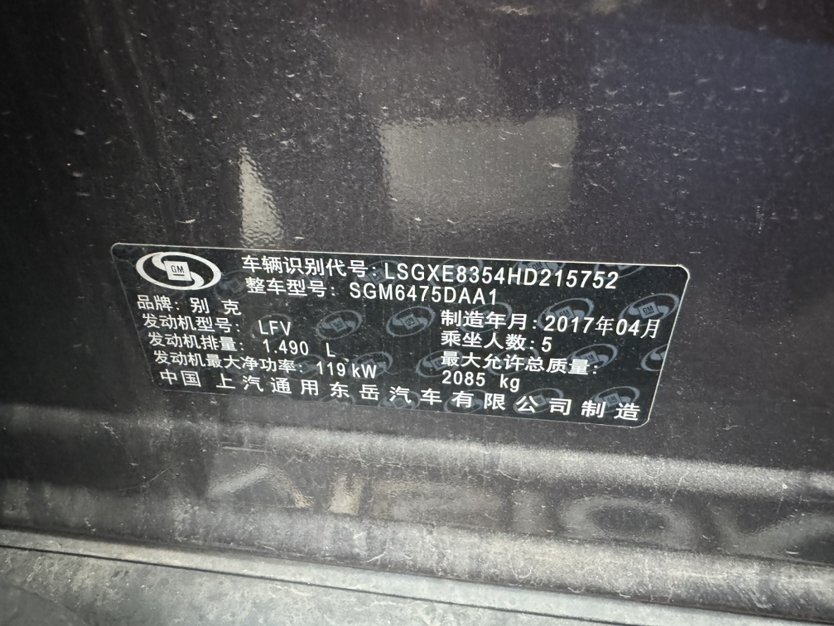 GM
车辆识别代号: LSGXE8354HD215752
整车型号: SGM6475DAA1
品牌: 别 克
制造年月: 2017年04月
发动机型号: LFV
乘坐人数: 5
发动机排量: 1.490 L
最大允许总质量:
2085 kg
发动机最大净功率: 119 kW
中国 上汽通用东岳汽车有限公司制造